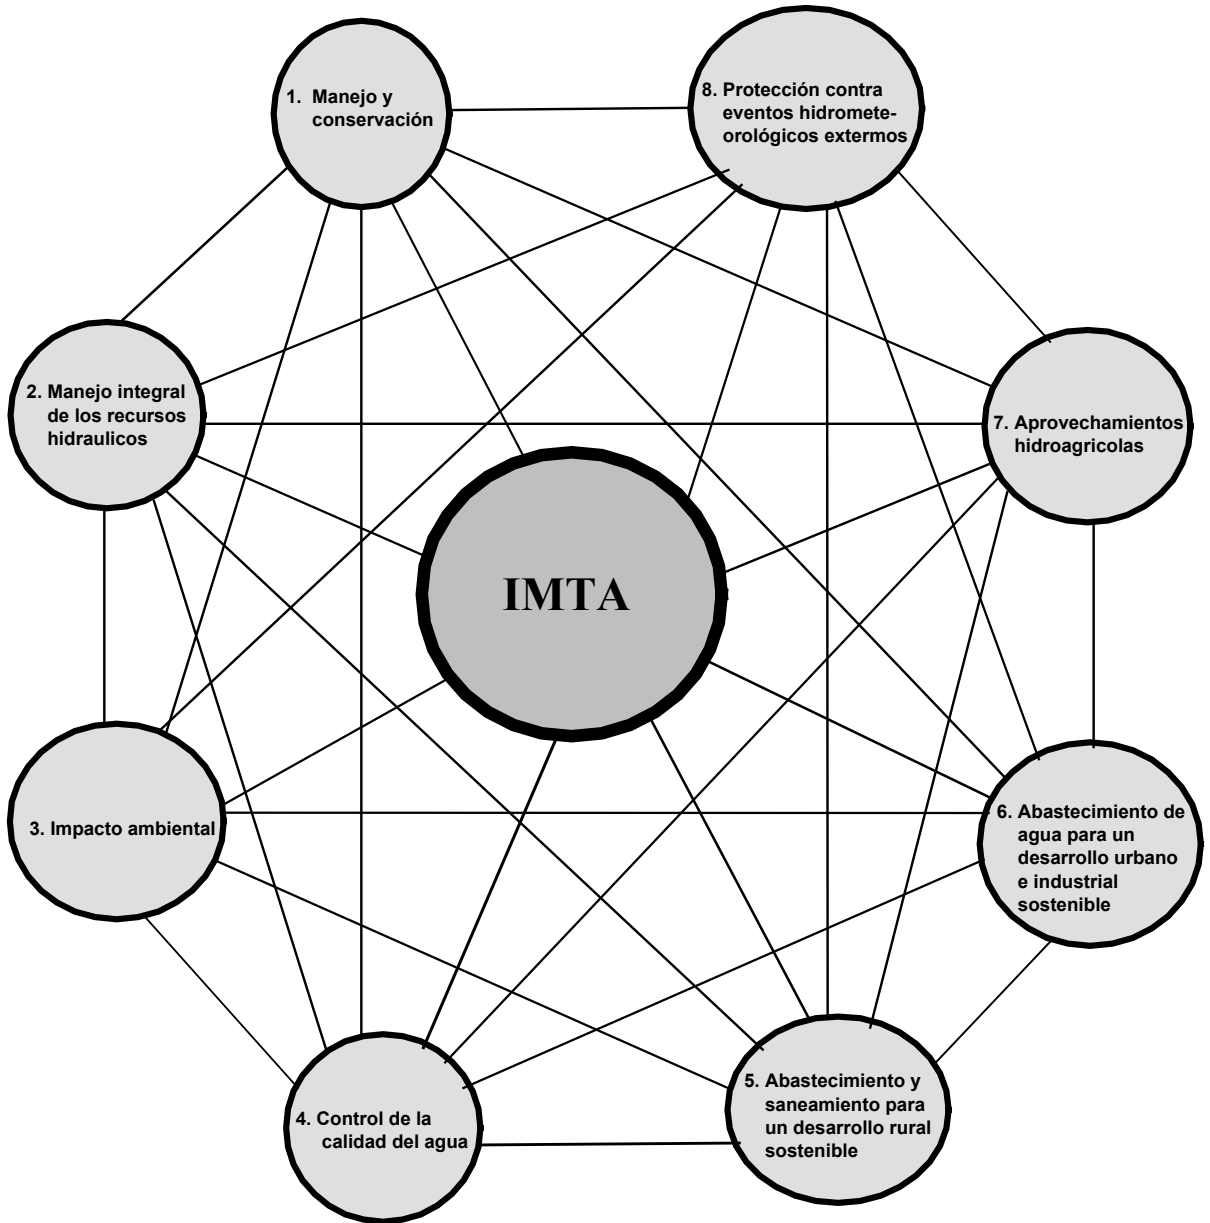 1. Manejo y
conservación
8. Protección contra
eventos hidromete-
orológicos extermos
2. Manejo integral
de los recursos
hidraulicos
7. Aprovechamientos
hidroagricolas
IMTA
3. Impacto ambiental
6. Abastecimiento de
agua para un
desarrollo urbano
e industrial
sostenible
4. Control de la
calidad del agua
5. Abastecimiento y
saneamiento para
un desarrollo rural
sostenible